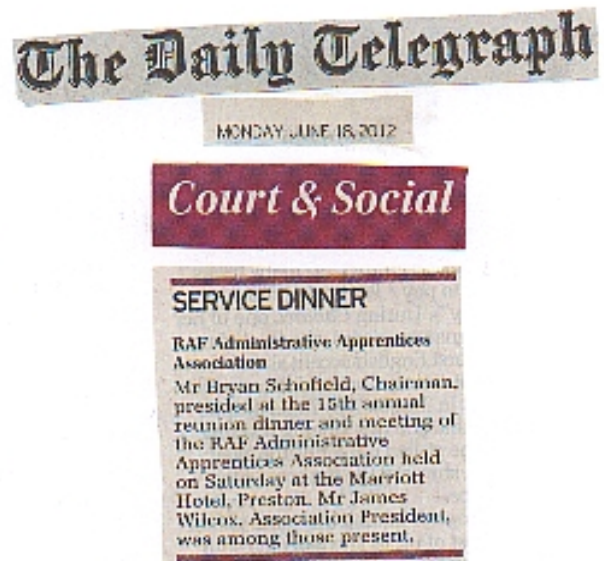 The Daily Telegraph
MONDAY, JUNE 18, 2012
Court & Social
SERVICE DINNER
RAF Administrative Apprentices
Association
Mr Bryan Schofield, Chairman,
presided at the 15th annual
reunion dinner and meeting of
the RAF Administrative
Apprentices Association held
on Saturday at the Marriott
Hotel, Preston. Mr James
Wilcox, Association President,
was among those present.